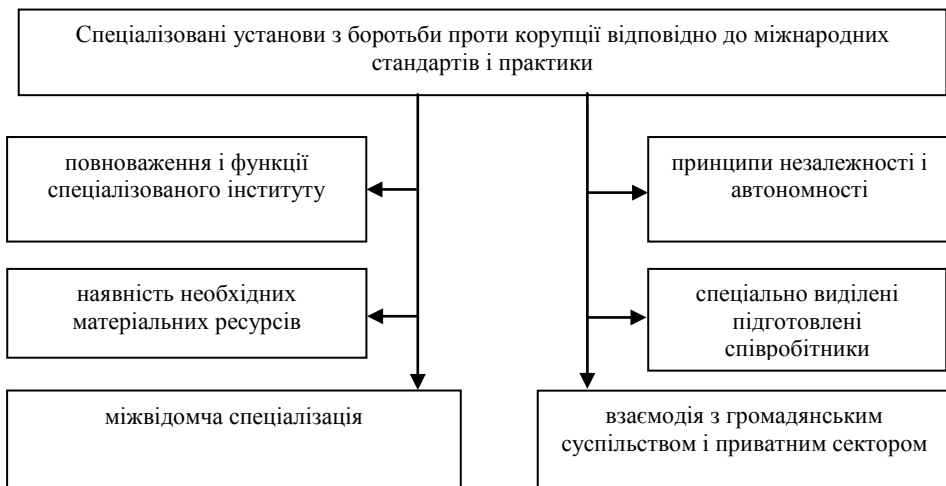 Спеціалізовані установи з боротьби проти корупції відповідно до міжнародних
стандартів і практики
повноваження і функції
спеціалізованого інституту
принципи незалежності і
автономності
наявність необхідних
матеріальних ресурсів
спеціально виділені
підготовлені
співробітники
міжвідомча спеціалізація
взаємодія з громадянським
суспільством і приватним сектором